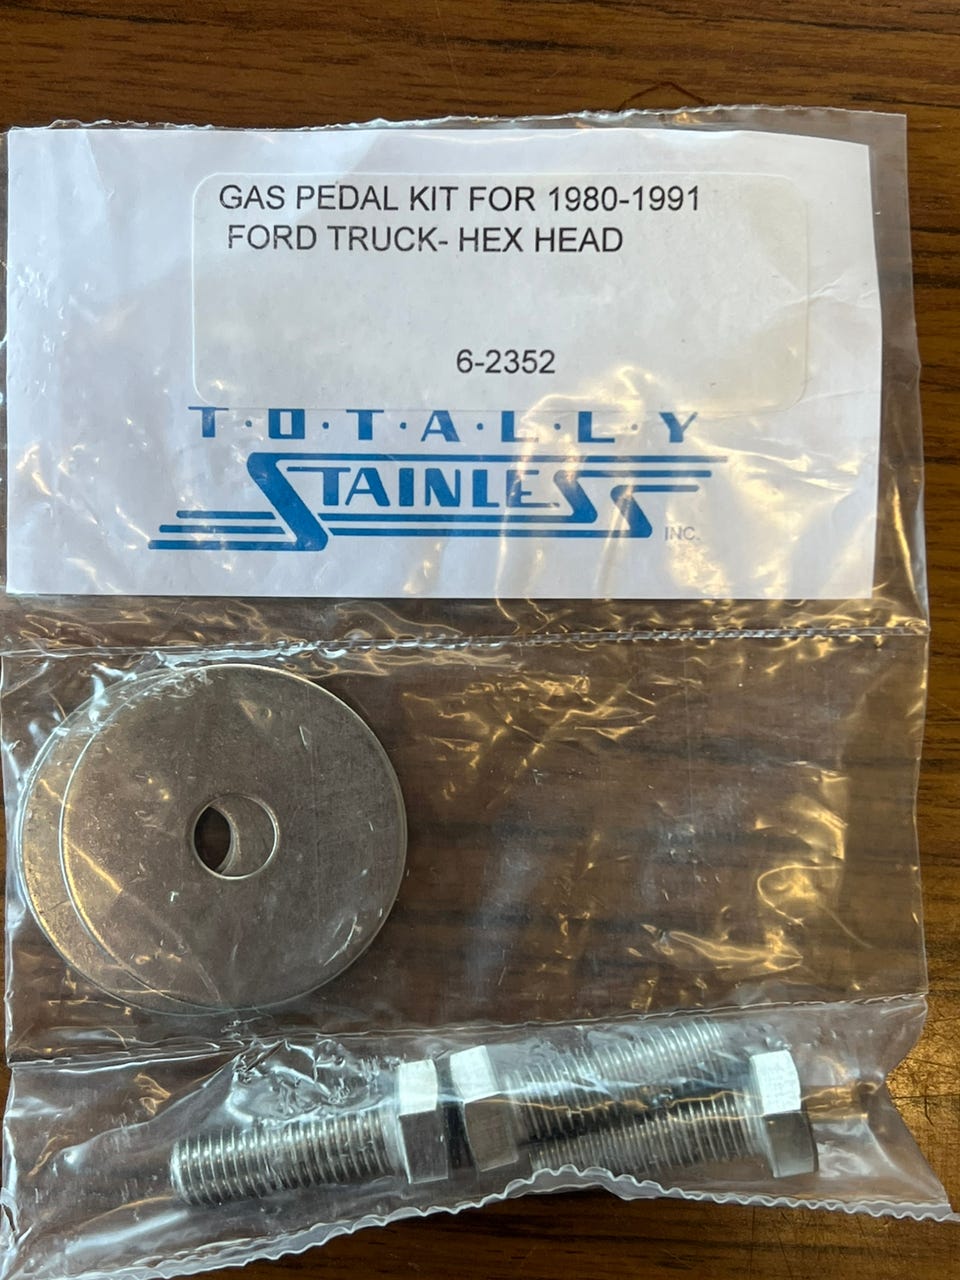 GAS PEDAL KIT FOR 1980-1991
FORD TRUCK- HEX HEAD
6-2352
T·O·T·A·L·L·Y
STAINLESS
INC.